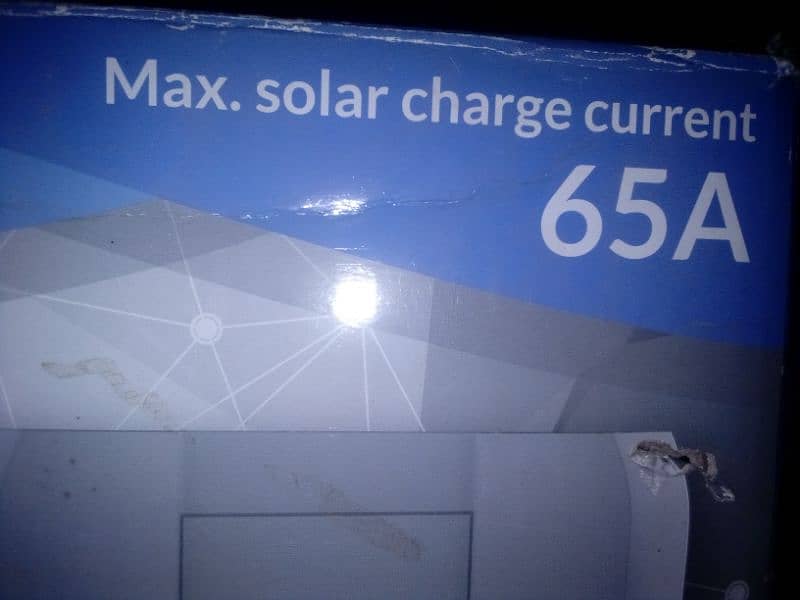 Max. solar charge current
65A